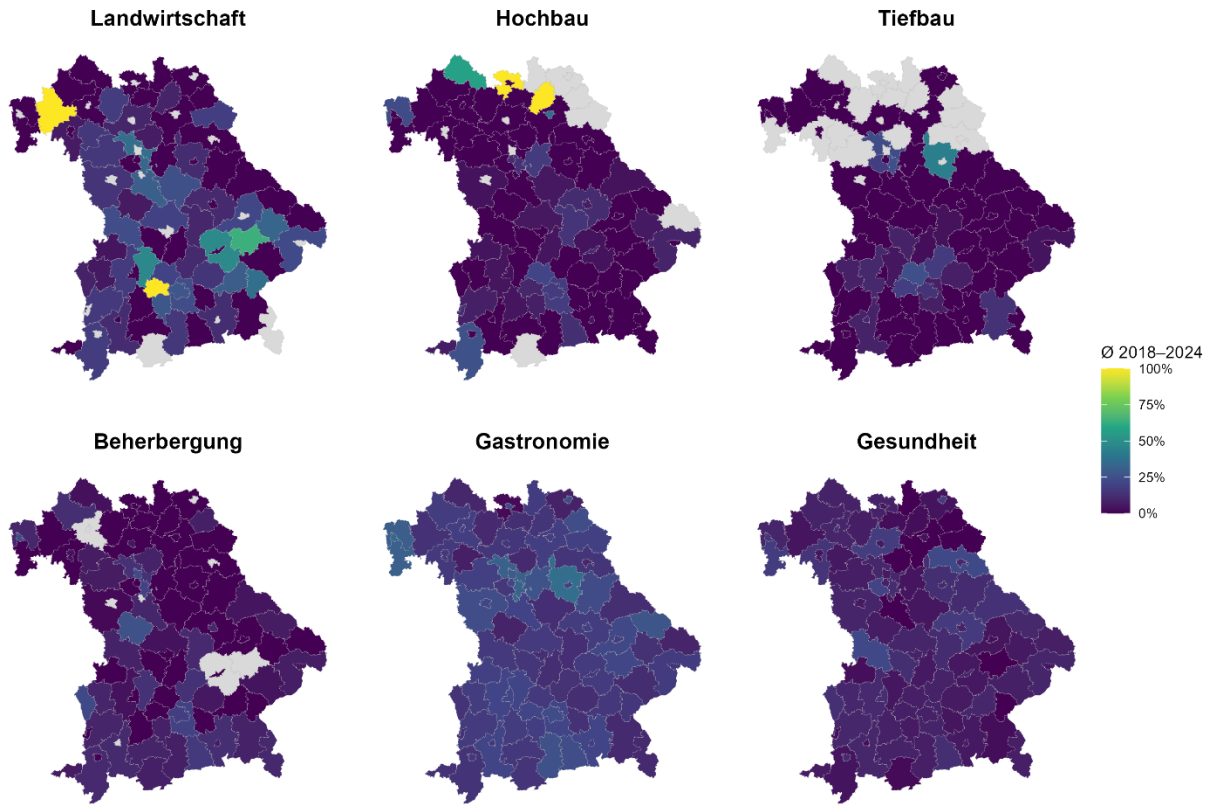 Landwirtschaft
Hochbau
Tiefbau
Ø 2018–2024
100%
75%
50%
25%
0%
Beherbergung
Gastronomie
Gesundheit